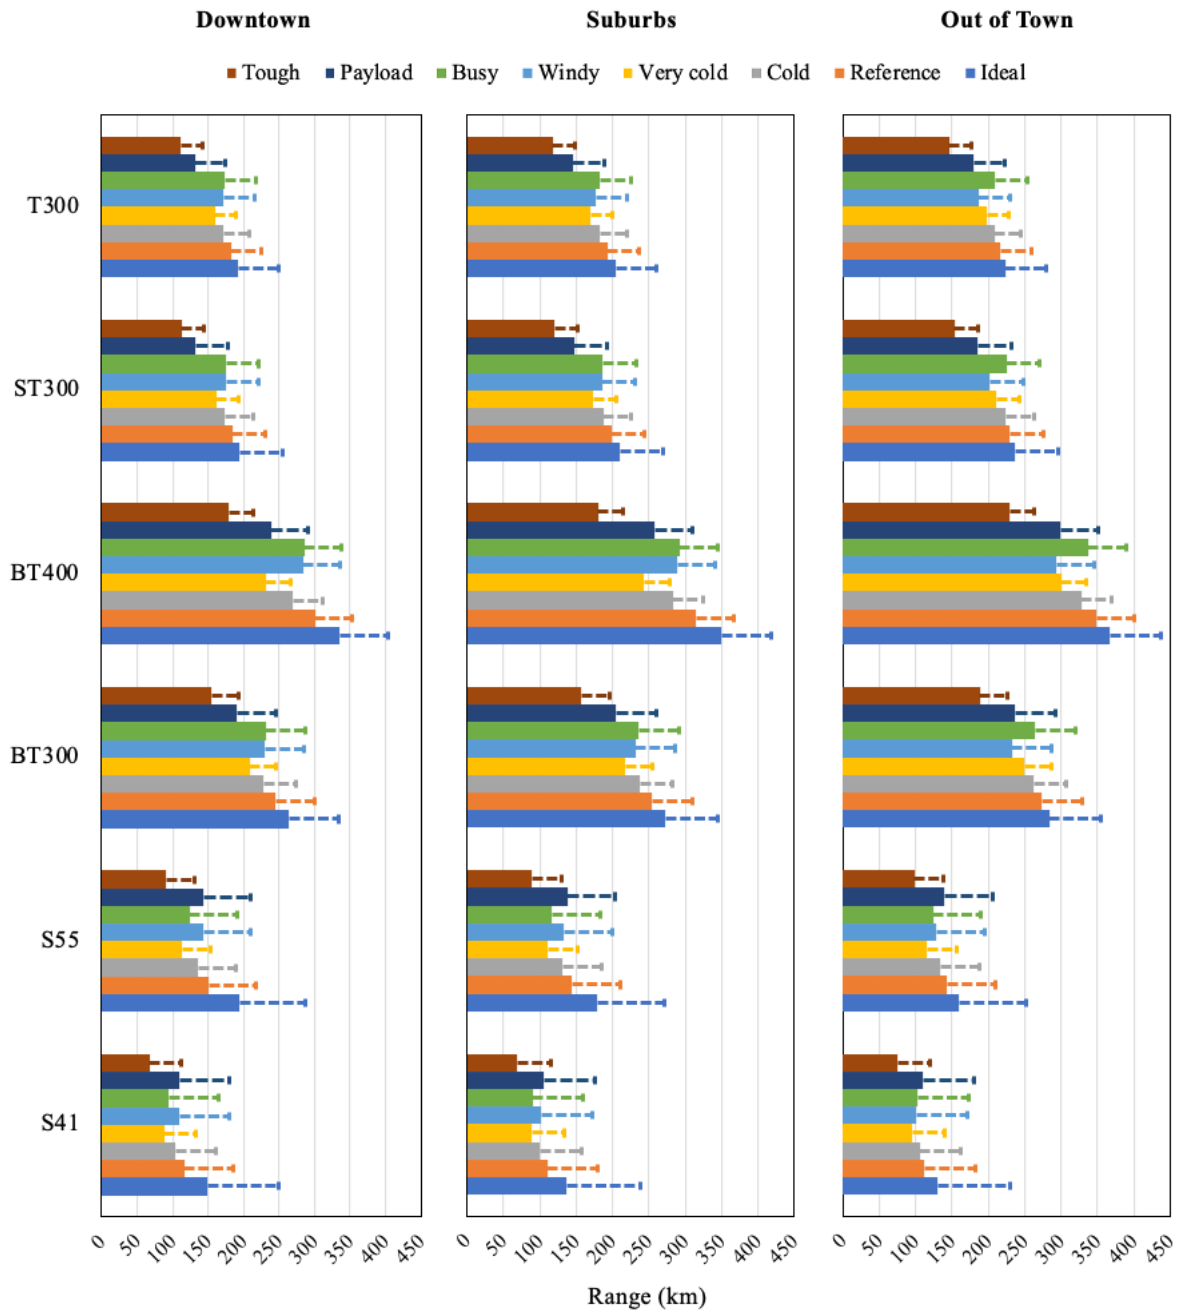 Downtown Suburbs Out of Town
Tough Payload Busy Windy Very cold Cold Reference Ideal
T300
ST300
BT400
BT300
S55
S41
0 50 100 150 200 250 300 350 400 450 0 50 100 150 200 250 300 350 400 450 0 50 100 150 200 250 300 350 400 450
Range (km)